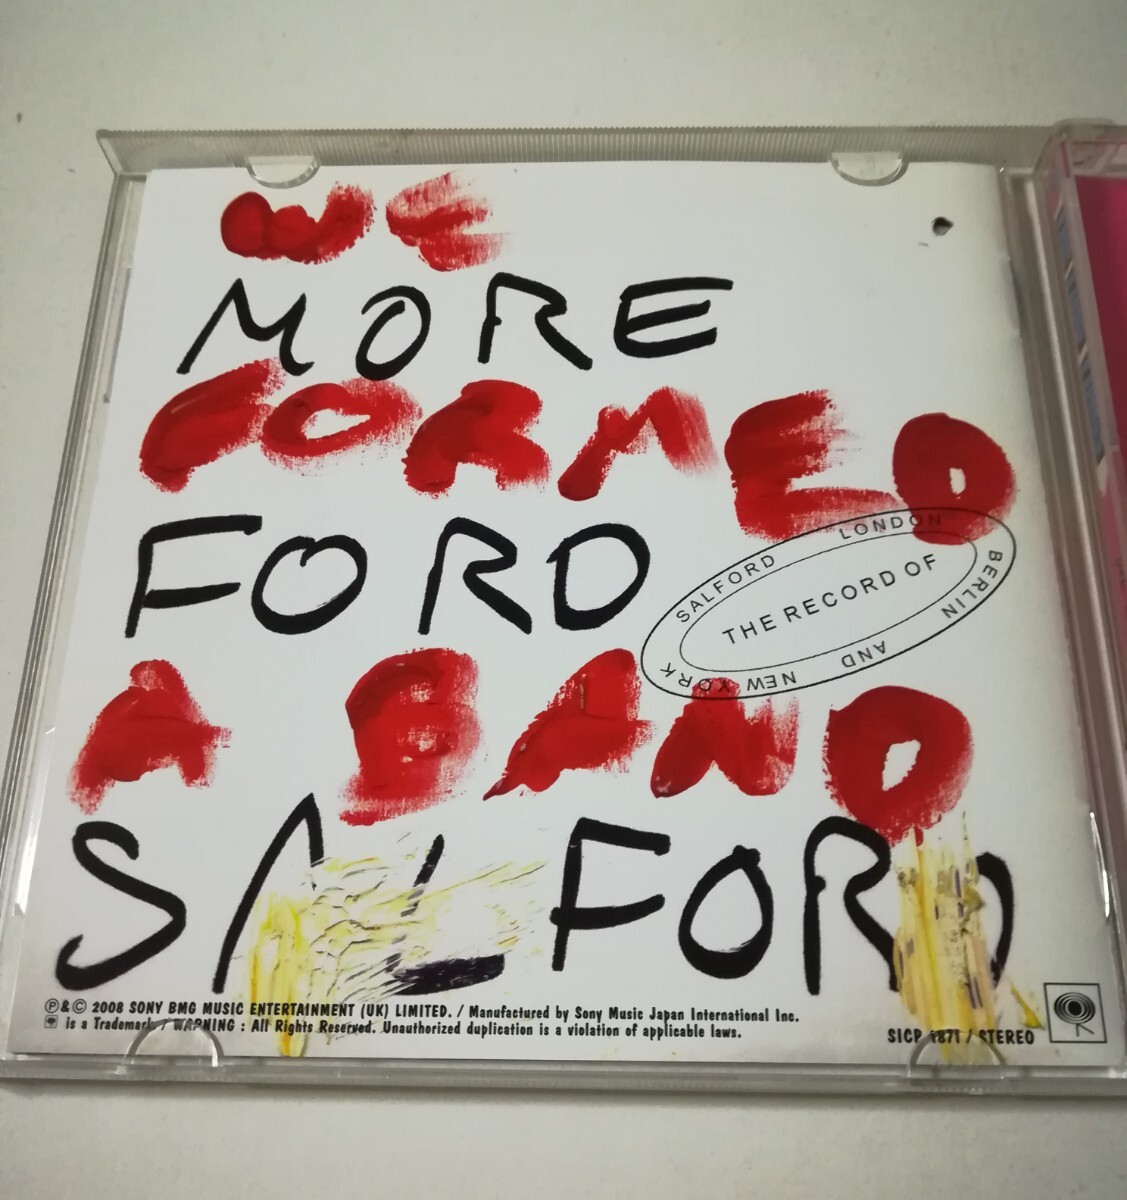 WE
MORE
FORMED
FORD
A BAND
SALFORD
SALFORD LONDON BERLIN AND NEW YORK
THE RECORD OF
Ⓟ&© 2008 SONY BMG MUSIC ENTERTAINMENT (UK) LIMITED. / Manufactured by Sony Music Japan International Inc.
is a Trademark. / WARNING : All Rights Reserved. Unauthorized duplication is a violation of applicable laws.
SICP 1871 / STEREO